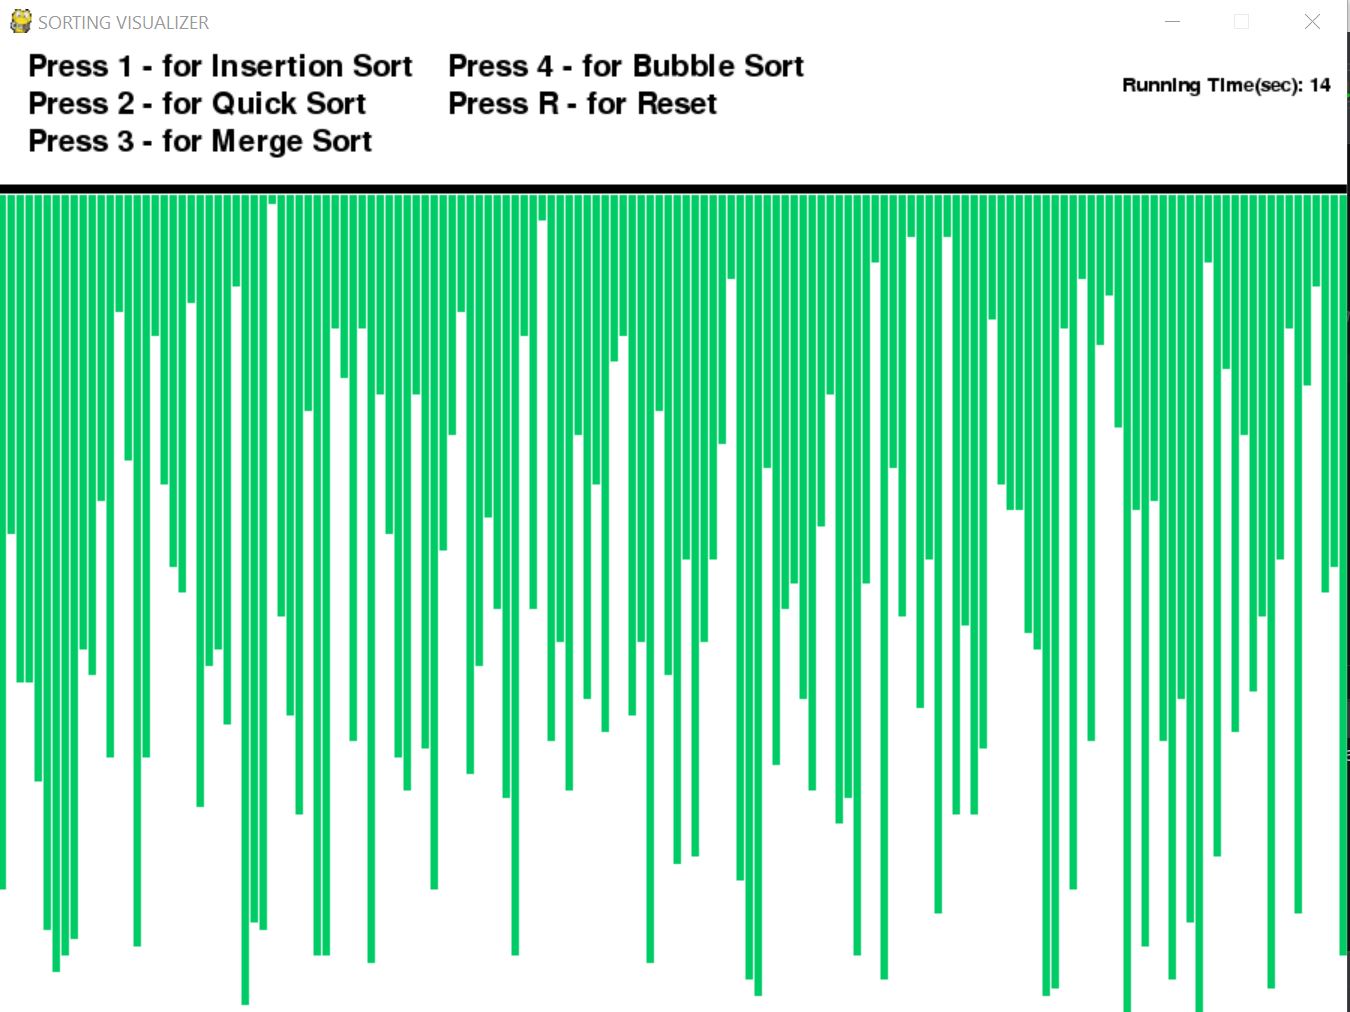 SORTING VISUALIZER
Press 1 - for Insertion Sort
Press 2 - for Quick Sort
Press 3 - for Merge Sort
Press 4 - for Bubble Sort
Press R - for Reset
Running Time(sec): 14